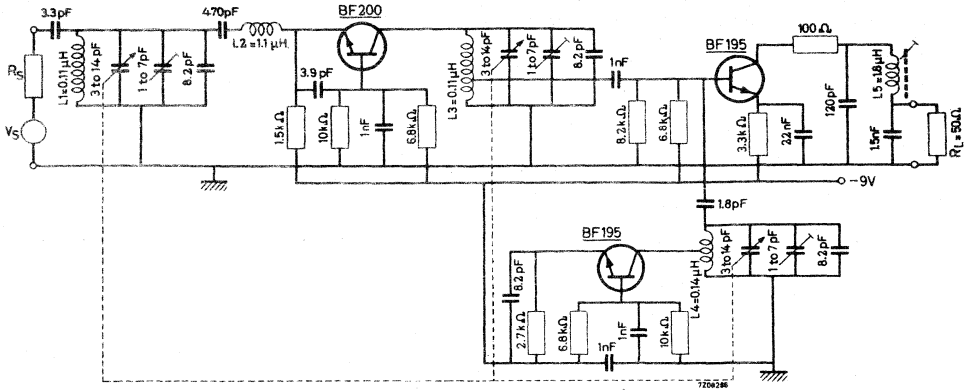 3.3pF
470pF
BF200
L2=1.1µH
RS
VS
L1=0.11µH
3 to 14pF
1 to 7pF
8.2pF
3.9pF
1.5kΩ
10kΩ
1nF
6.8kΩ
L3=0.11µH
3 to 14pF
1 to 7pF
8.2pF
1nF
8.2kΩ
6.8kΩ
BF195
100Ω
3.3kΩ
22nF
120pF
L5=1.8µH
1.5nF
RL=50Ω
-9V
1.8pF
BF195
8.2pF
2.7kΩ
6.8kΩ
1nF
1nF
10kΩ
L4=0.14µH
3 to 14pF
1 to 7pF
8.2pF